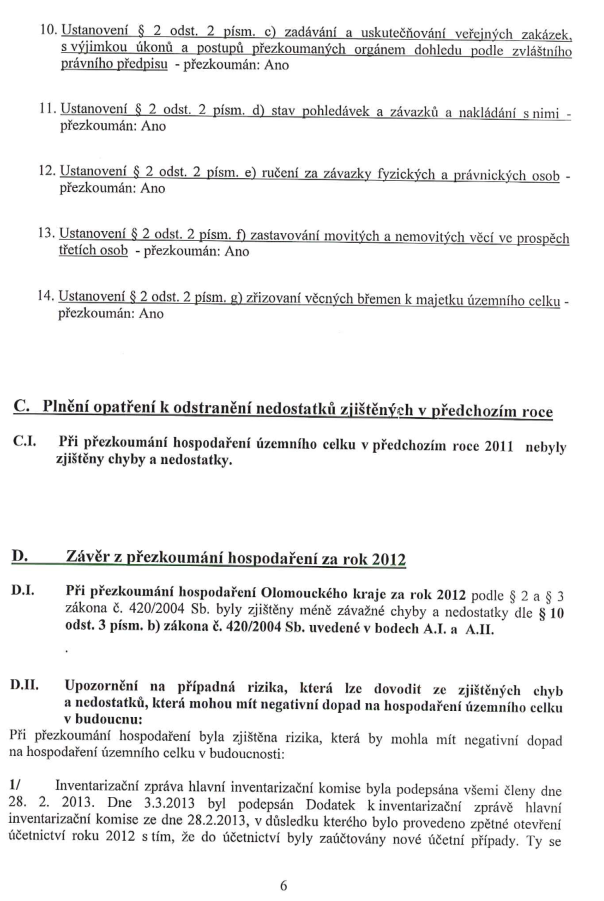 10. Ustanovení § 2 odst. 2 písm. c) zadávání a uskutečňování veřejných zakázek,
s výjimkou úkonů a postupů přezkoumaných orgánem dohledu podle zvláštního
právního předpisu - přezkoumán: Ano
11. Ustanovení § 2 odst. 2 písm. d) stav pohledávek a závazků a nakládání s nimi -
přezkoumán: Ano
12. Ustanovení § 2 odst. 2 písm. e) ručení za závazky fyzických a právnických osob -
přezkoumán: Ano
13. Ustanovení § 2 odst. 2 písm. f) zastavování movitých a nemovitých věcí ve prospěch
třetích osob - přezkoumán: Ano
14. Ustanovení § 2 odst. 2 písm. g) zřizování věcných břemen k majetku územního celku -
přezkoumán: Ano
C. Plnění opatření k odstranění nedostatků zjištěných v předchozím roce
C.I. Při přezkoumání hospodaření územního celku v předchozím roce 2011 nebyly
zjištěny chyby a nedostatky.
D. Závěr z přezkoumání hospodaření za rok 2012
D.I. Při přezkoumání hospodaření Olomouckého kraje za rok 2012 podle § 2 a § 3
zákona č. 420/2004 Sb. byly zjištěny méně závažné chyby a nedostatky dle § 10
odst. 3 písm. b) zákona č. 420/2004 Sb. uvedené v bodech A.I. a A.II.
.
D.II. Upozornění na případná rizika, která lze dovodit ze zjištěných chyb
a nedostatků, která mohou mít negativní dopad na hospodaření územního celku
v budoucnu:
Při přezkoumání hospodaření byla zjištěna rizika, která by mohla mít negativní dopad
na hospodaření územního celku v budoucnosti:
1/ Inventarizační zpráva hlavní inventarizační komise byla podepsána všemi členy dne
28. 2. 2013. Dne 3.3.2013 byl podepsán Dodatek k inventarizační zprávě hlavní
inventarizační komise ze dne 28.2.2013, v důsledku kterého bylo provedeno zpětné otevření
účetnictví roku 2012 s tím, že do účetnictví byly zaúčtovány nové účetní případy. Ty se
6